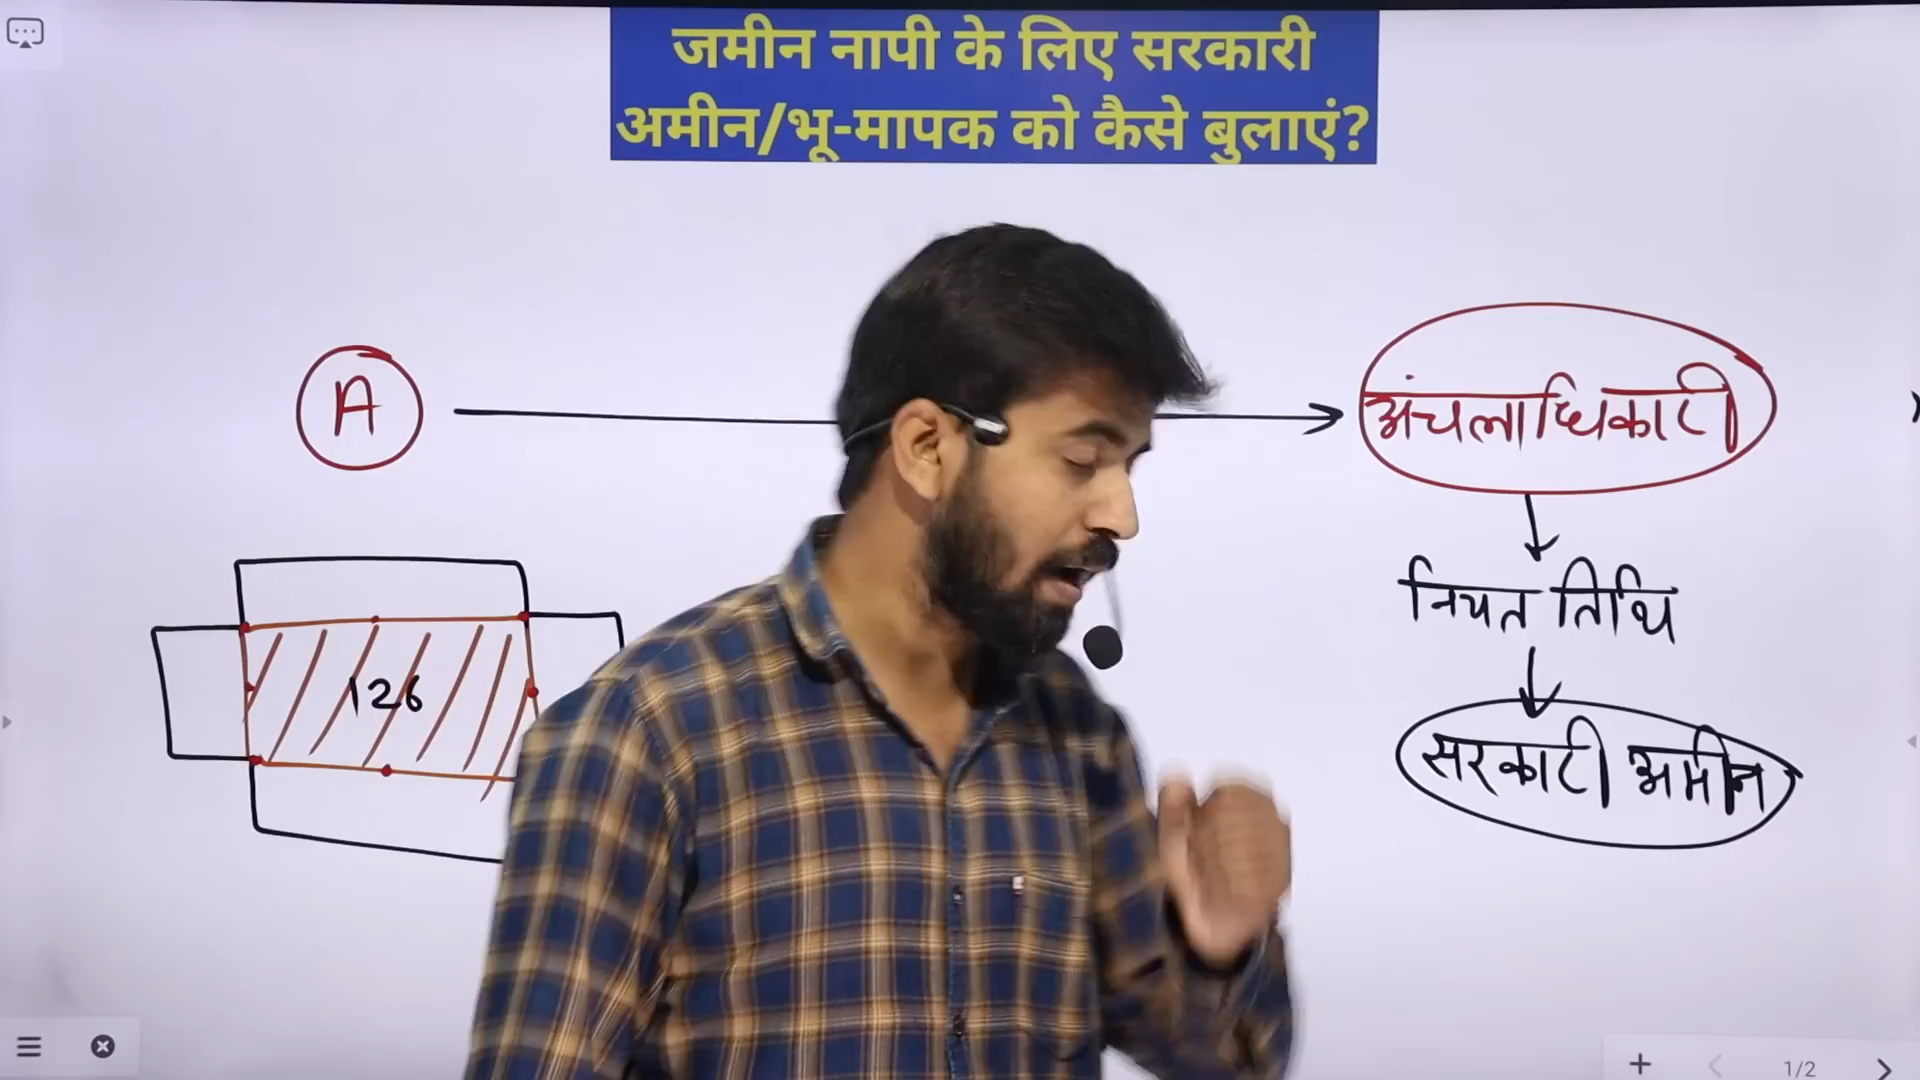 जमीन नापी के लिए सरकारी
अमीन/भू-मापक को कैसे बुलाएं?
A
अंचलाधिकारी
नियत तिथि
126
सरकारी अमीन
1/2